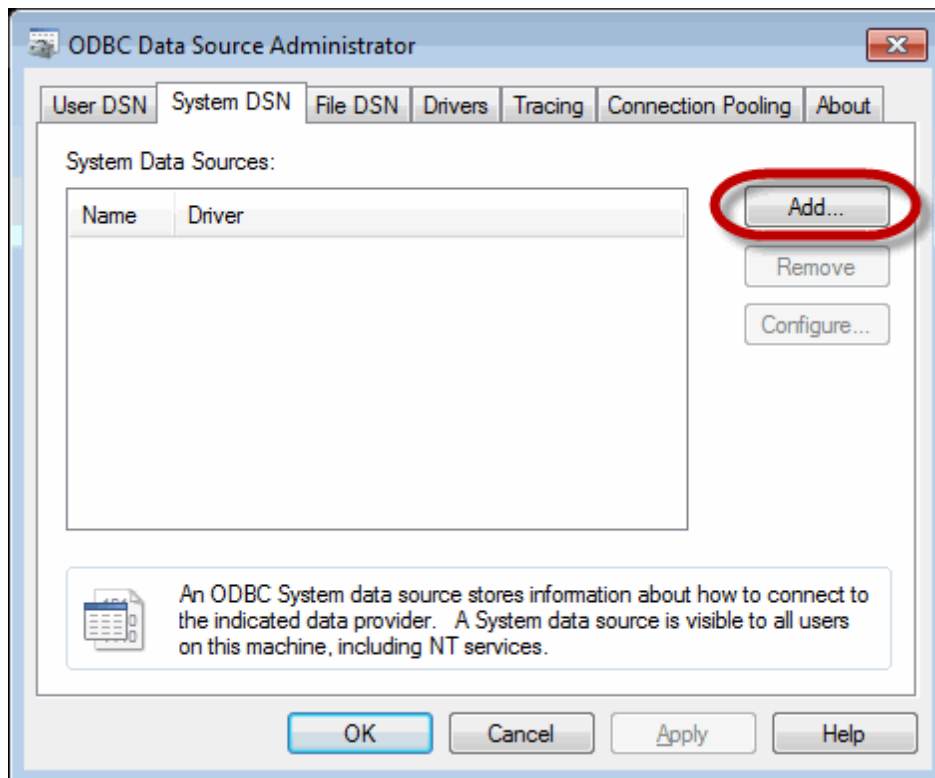 ODBC Data Source Administrator
User DSN System DSN File DSN Drivers Tracing Connection Pooling About
System Data Sources:
Name Driver
Add...
Remove
Configure...
An ODBC System data source stores information about how to connect to
the indicated data provider. A System data source is visible to all users
on this machine, including NT services.
OK Cancel Apply Help